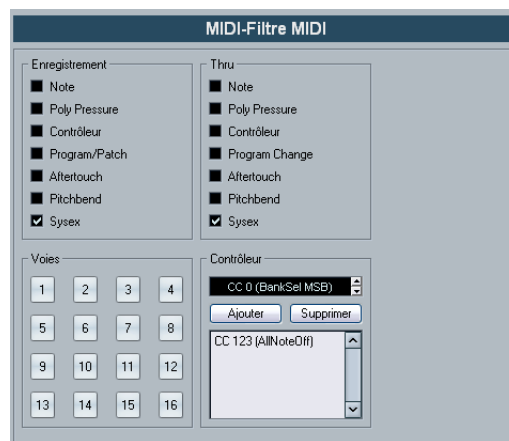 MIDI-Filtre MIDI
Enregistrement
Note
Poly Pressure
Contrôleur
Program/Patch
Aftertouch
Pitchbend
Sysex
Thru
Note
Poly Pressure
Contrôleur
Program Change
Aftertouch
Pitchbend
Sysex
Voies
1 2 3 4
5 6 7 8
9 10 11 12
13 14 15 16
Contrôleur
CC 0 (BankSel MSB)
Ajouter Supprimer
CC 123 (AllNoteOff)